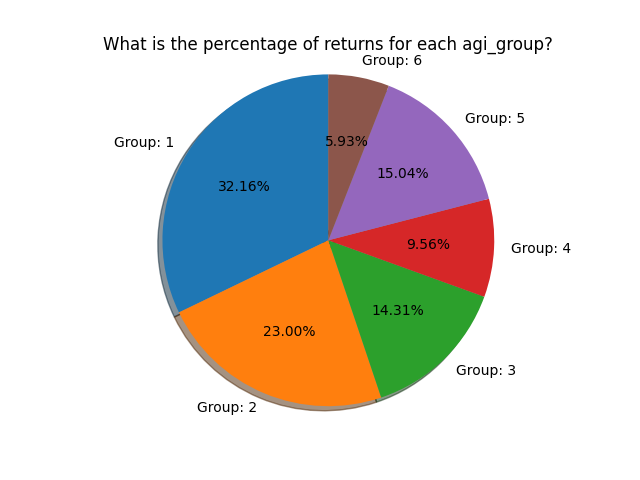 What is the percentage of returns for each agi_group?
Group: 6
Group: 5
Group: 1
5.93%
15.04%
32.16%
9.56%
Group: 4
14.31%
23.00%
Group: 3
Group: 2